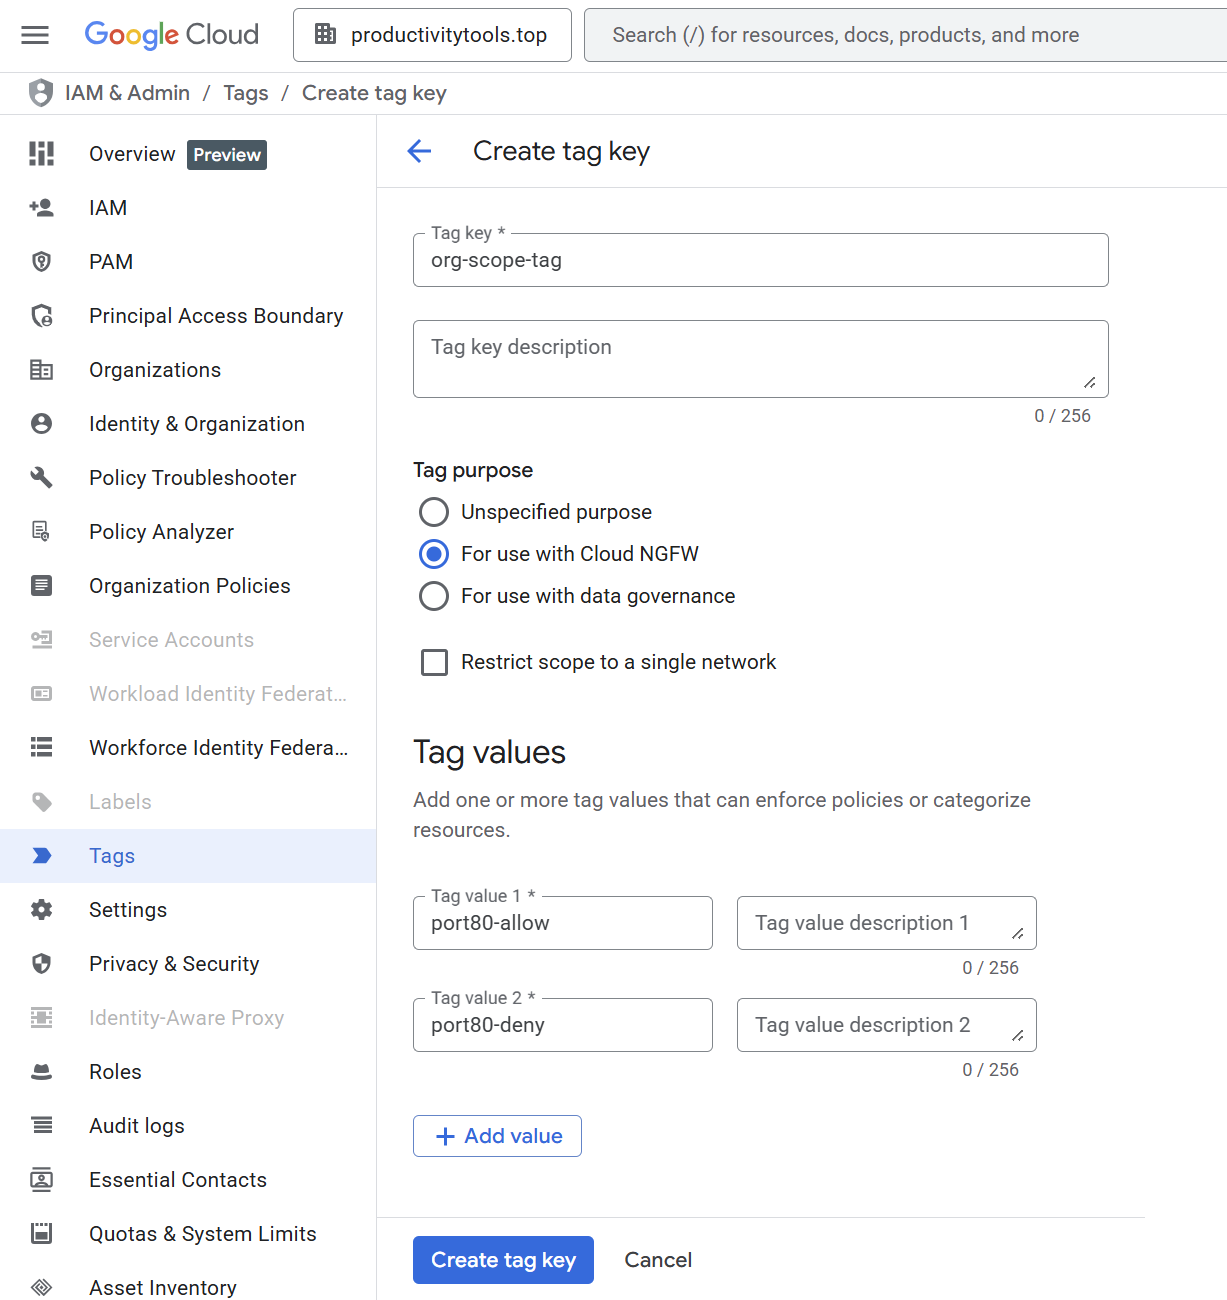 Google Cloud
productivitytools.top
Search (/) for resources, docs, products, and more
IAM & Admin / Tags / Create tag key
Overview Preview
IAM
PAM
Principal Access Boundary
Organizations
Identity & Organization
Policy Troubleshooter
Policy Analyzer
Organization Policies
Service Accounts
Workload Identity Federat...
Workforce Identity Federa...
Labels
Tags
Settings
Privacy & Security
Identity-Aware Proxy
Roles
Audit logs
Essential Contacts
Quotas & System Limits
Asset Inventory
Create tag key
Tag key *
org-scope-tag
Tag key description
0 / 256
Tag purpose
Unspecified purpose
For use with Cloud NGFW
For use with data governance
Restrict scope to a single network
Tag values
Add one or more tag values that can enforce policies or categorize
resources.
Tag value 1 *
port80-allow
Tag value description 1
0 / 256
Tag value 2 *
port80-deny
Tag value description 2
0 / 256
+ Add value
Create tag key
Cancel